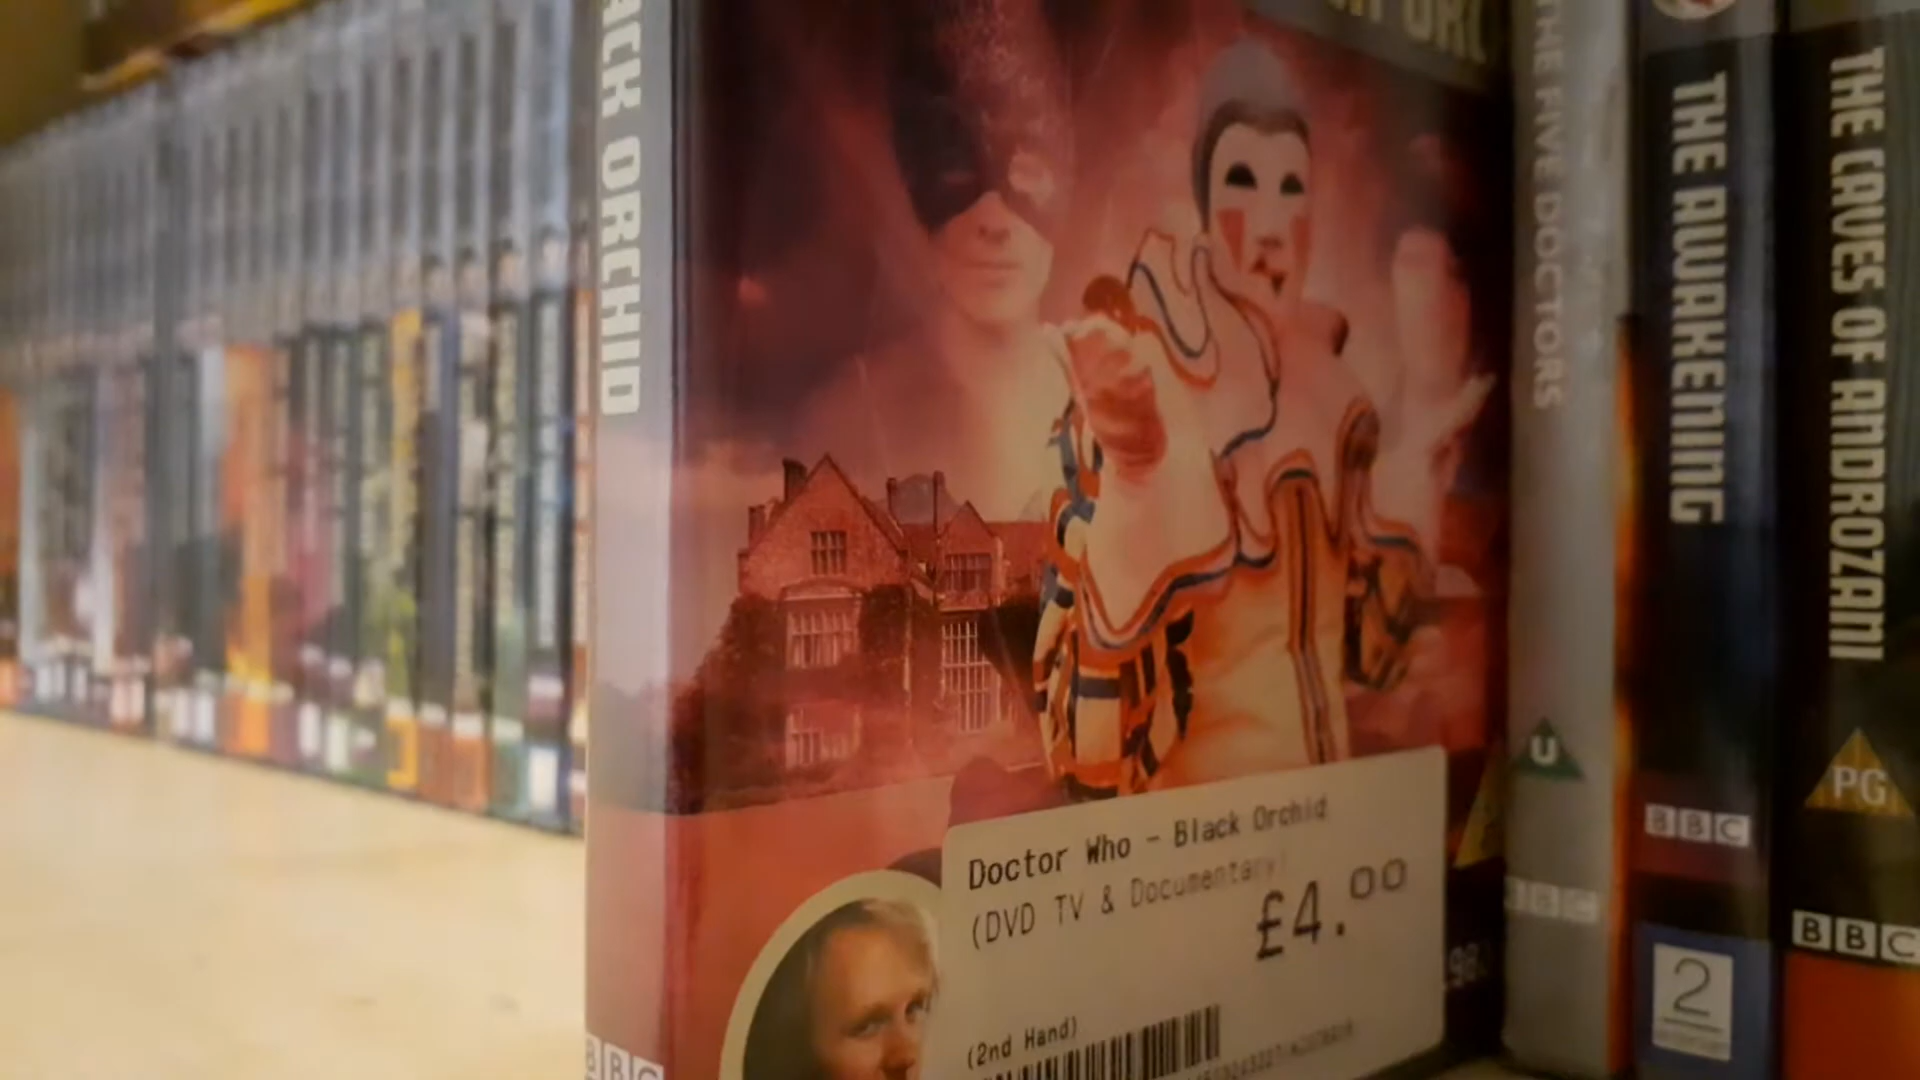 ACK ORCHID
BBC
Doctor Who - Black Orchid
(DVD TV & Documentary)
£4.00
(2nd Hand)
THE FIVE DOCTORS
U
BBC
THE AWAKENING
BBC
2
THE CAVES OF ANDROZANI
PG
BBC